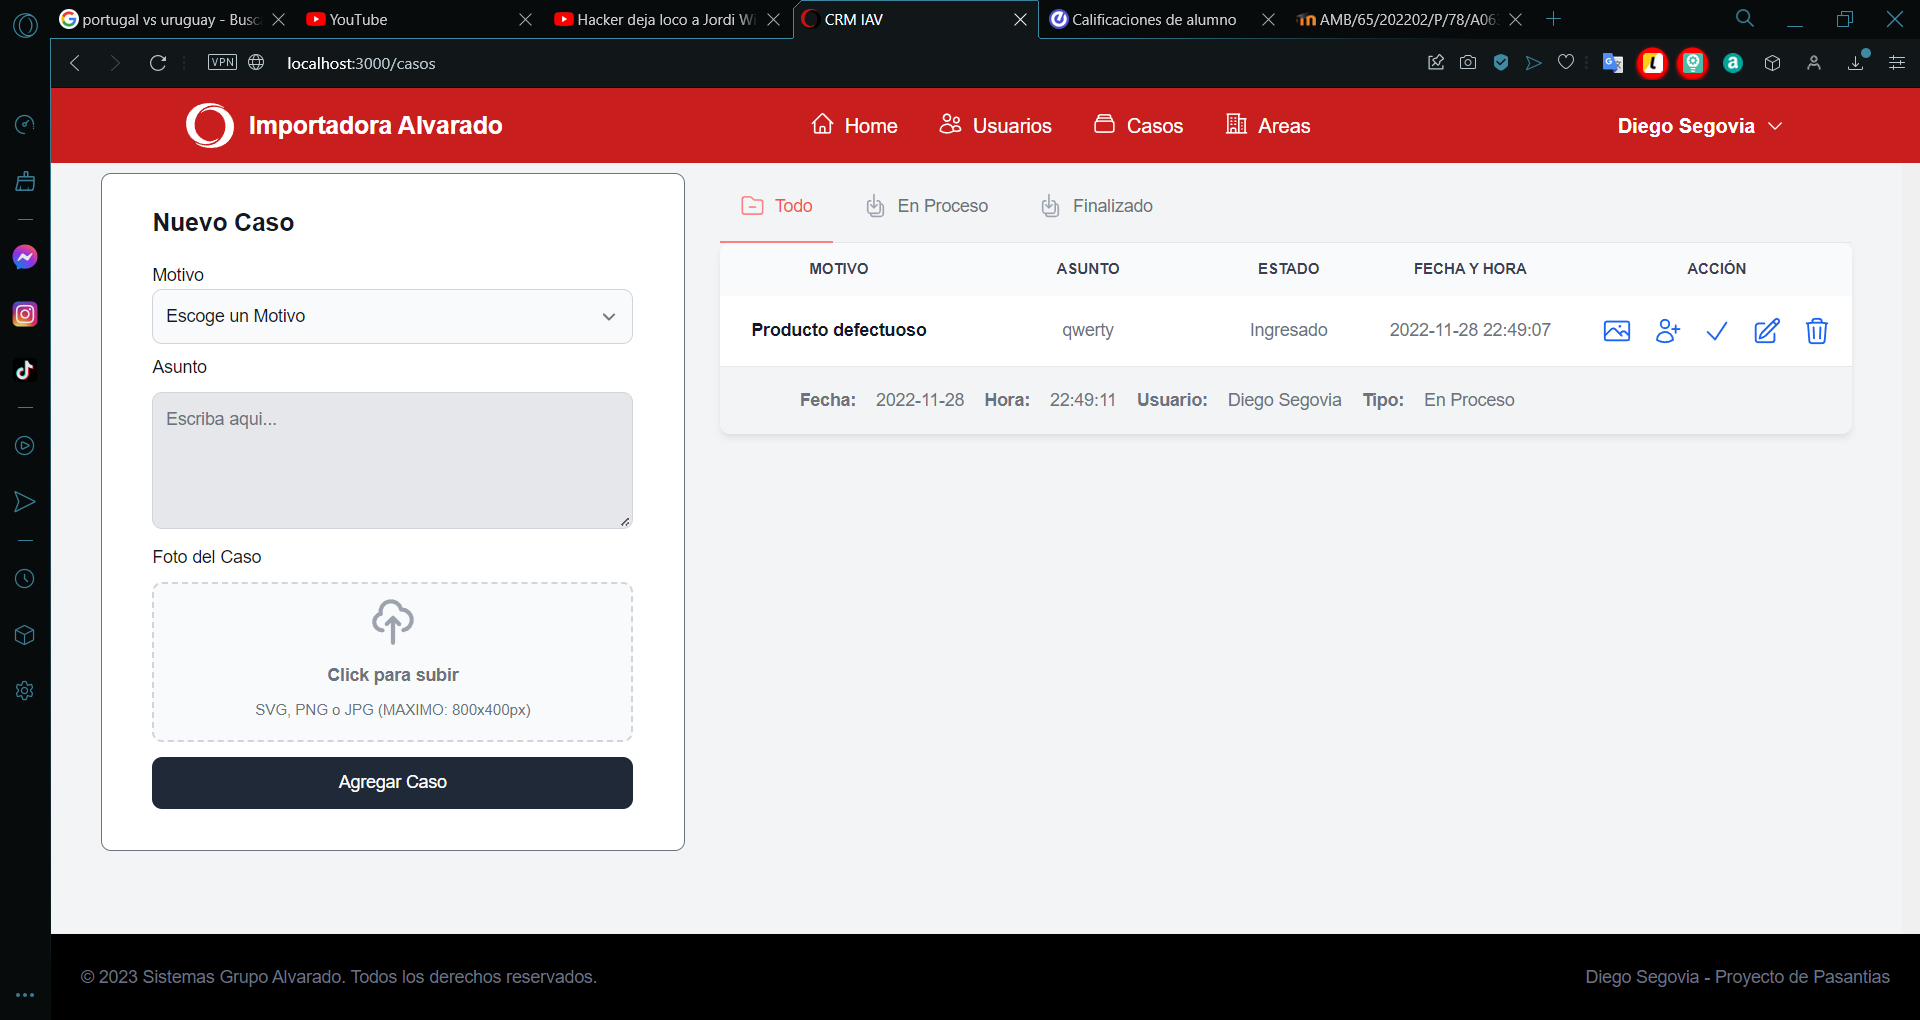 portugal vs uruguay - Busc
YouTube
Hacker deja loco a Jordi Wi
CRM IAV
Calificaciones de alumno
AMB/65/202202/P/78/A06
VPN
localhost:3000/casos
Importadora Alvarado
Home
Usuarios
Casos
Areas
Diego Segovia
Nuevo Caso
Motivo
Escoge un Motivo
Asunto
Escriba aqui...
Foto del Caso
Click para subir
SVG, PNG o JPG (MAXIMO: 800x400px)
Agregar Caso
Todo
En Proceso
Finalizado
MOTIVO ASUNTO ESTADO FECHA Y HORA ACCIÓN
Producto defectuoso qwerty Ingresado 2022-11-28 22:49:07
Fecha: 2022-11-28 Hora: 22:49:11 Usuario: Diego Segovia Tipo: En Proceso
© 2023 Sistemas Grupo Alvarado. Todos los derechos reservados.
Diego Segovia - Proyecto de Pasantias